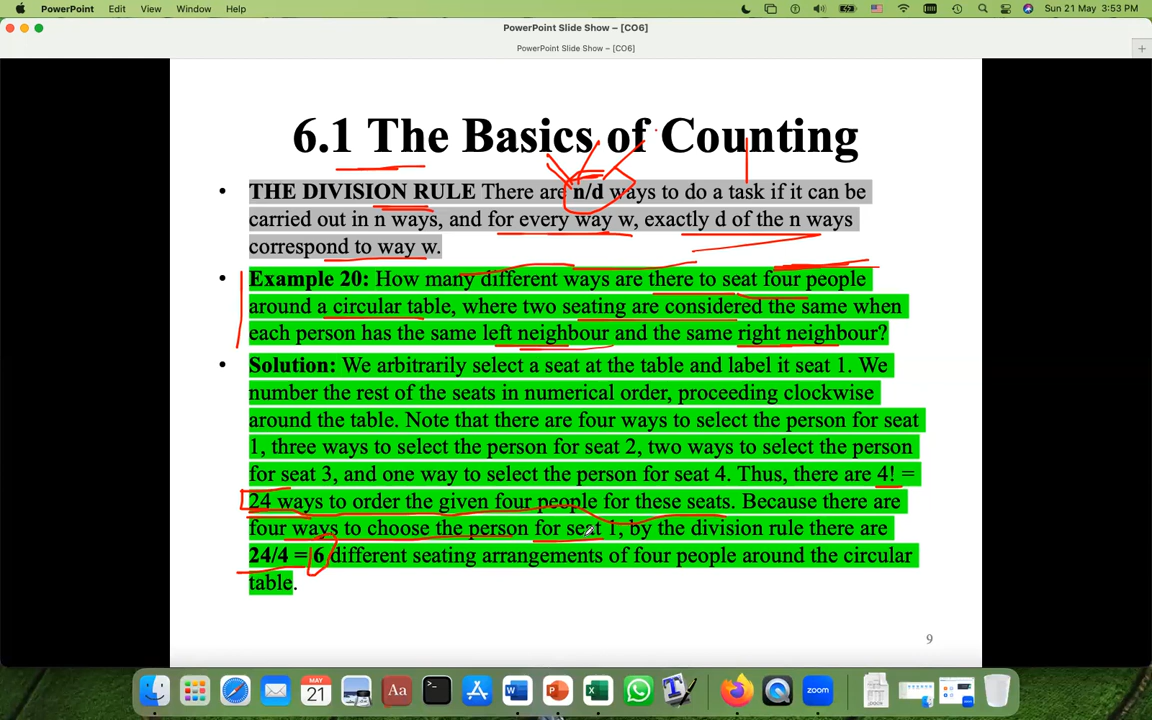 PowerPoint Edit View Window Help Sun 21 May 3:53 PM
PowerPoint Slide Show – [CO6]
PowerPoint Slide Show – [CO6]
6.1 The Basics of Counting
• THE DIVISION RULE There are n/d ways to do a task if it can be
carried out in n ways, and for every way w, exactly d of the n ways
correspond to way w.
• Example 20: How many different ways are there to seat four people
around a circular table, where two seating are considered the same when
each person has the same left neighbour and the same right neighbour?
• Solution: We arbitrarily select a seat at the table and label it seat 1. We
number the rest of the seats in numerical order, proceeding clockwise
around the table. Note that there are four ways to select the person for seat
1, three ways to select the person for seat 2, two ways to select the person
for seat 3, and one way to select the person for seat 4. Thus, there are 4! =
24 ways to order the given four people for these seats. Because there are
four ways to choose the person for seat 1, by the division rule there are
24/4 = 6 different seating arrangements of four people around the circular
table.
9
MAY
21
Aa
zoom